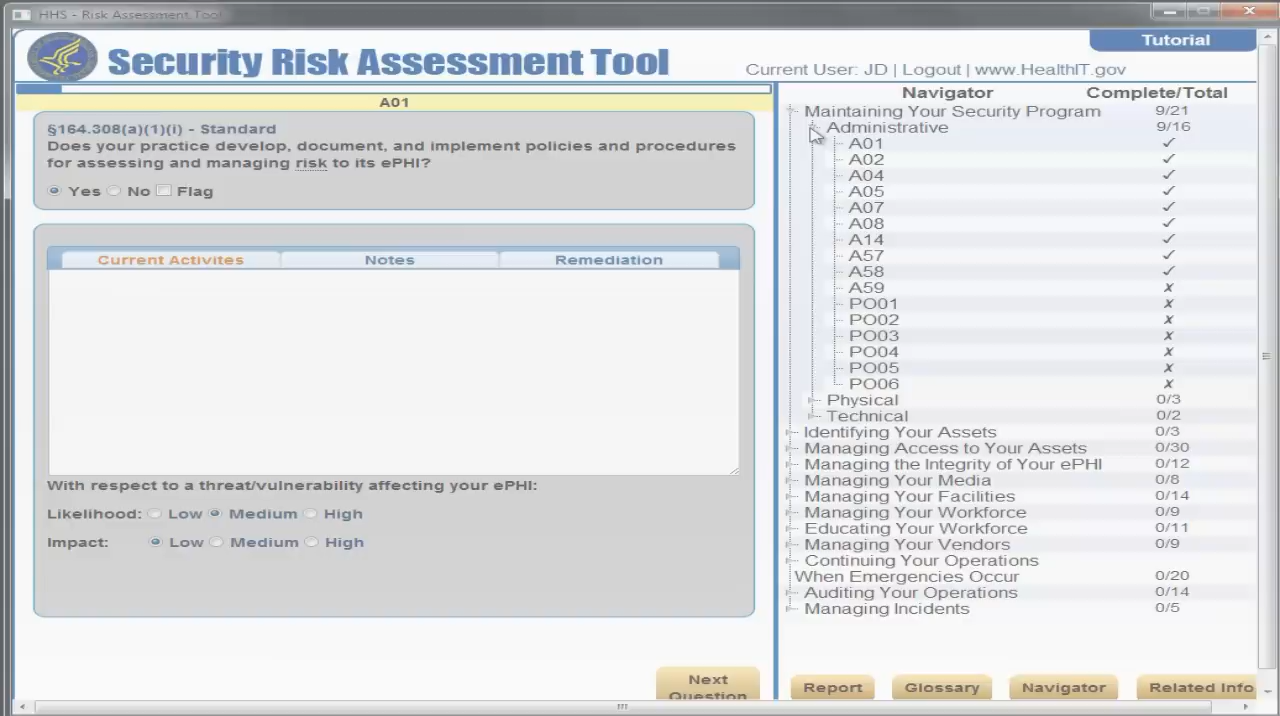 HHS - Risk Assessment Tool
Security Risk Assessment Tool
Tutorial
Current User: JD | Logout | www.HealthIT.gov
A01
§164.308(a)(1)(i) - Standard
Does your practice develop, document, and implement policies and procedures
for assessing and managing risk to its ePHI?
Yes No Flag
Current Activites Notes Remediation
With respect to a threat/vulnerability affecting your ePHI:
Likelihood: Low Medium High
Impact: Low Medium High
Next
Question
Navigator Complete/Total
Maintaining Your Security Program 9/21
Administrative 9/16
A01 ✓
A02 ✓
A04 ✓
A05 ✓
A07 ✓
A08 ✓
A14 ✓
A57 ✓
A58 ✓
A59 ✗
PO01 ✗
PO02 ✗
PO03 ✗
PO04 ✗
PO05 ✗
PO06 ✗
Physical 0/3
Technical 0/2
Identifying Your Assets 0/3
Managing Access to Your Assets 0/30
Managing the Integrity of Your ePHI 0/12
Managing Your Media 0/8
Managing Your Facilities 0/14
Managing Your Workforce 0/9
Educating Your Workforce 0/11
Managing Your Vendors 0/9
Continuing Your Operations
When Emergencies Occur 0/20
Auditing Your Operations 0/14
Managing Incidents 0/5
Report Glossary Navigator Related Info